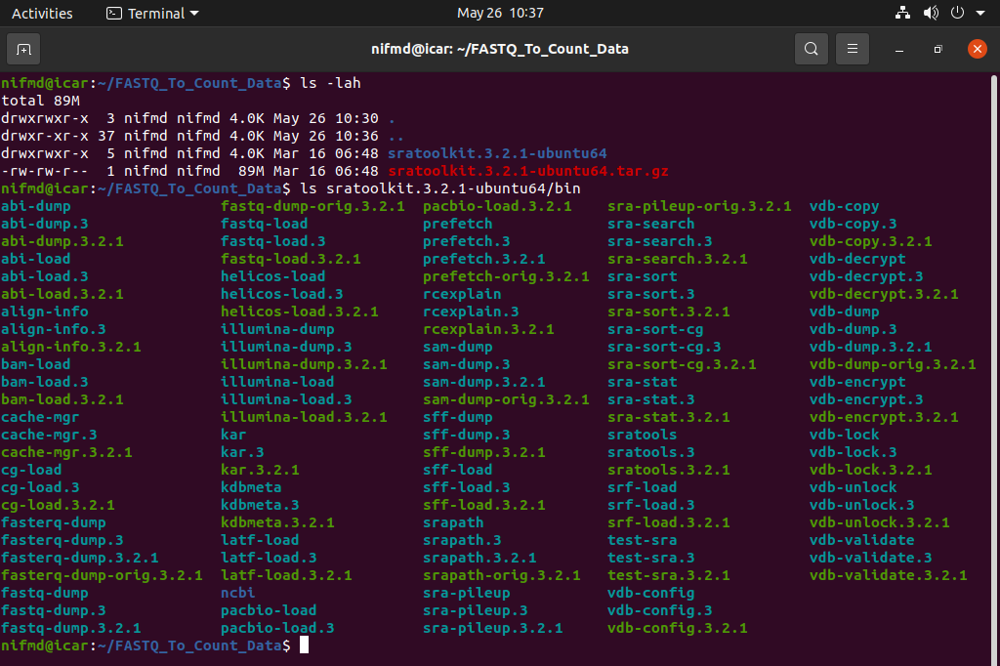 Activities Terminal May 26 10:37
nifmd@icar: ~/FASTQ_To_Count_Data
nifmd@icar:~/FASTQ_To_Count_Data$ ls -lah
total 89M
drwxrwxr-x  3 nifmd nifmd 4.0K May 26 10:30 .
drwxr-xr-x 37 nifmd nifmd 4.0K May 26 10:36 ..
drwxrwxr-x  5 nifmd nifmd 4.0K Mar 16 06:48 sratoolkit.3.2.1-ubuntu64
-rw-rw-r--  1 nifmd nifmd  89M Mar 16 06:48 sratoolkit.3.2.1-ubuntu64.tar.gz
nifmd@icar:~/FASTQ_To_Count_Data$ ls sratoolkit.3.2.1-ubuntu64/bin
abi-dump fastq-dump-orig.3.2.1 pacbio-load.3.2.1 sra-pileup-orig.3.2.1 vdb-copy
abi-dump.3 fastq-load prefetch sra-search vdb-copy.3
abi-dump.3.2.1 fastq-load.3 prefetch.3 sra-search.3 vdb-copy.3.2.1
abi-load fastq-load.3.2.1 prefetch.3.2.1 sra-search.3.2.1 vdb-decrypt
abi-load.3 helicos-load prefetch-orig.3.2.1 sra-sort vdb-decrypt.3
abi-load.3.2.1 helicos-load.3 rcexplain sra-sort.3 vdb-decrypt.3.2.1
align-info helicos-load.3.2.1 rcexplain.3 sra-sort.3.2.1 vdb-dump
align-info.3 illumina-dump rcexplain.3.2.1 sra-sort-cg vdb-dump.3
align-info.3.2.1 illumina-dump.3 sam-dump sra-sort-cg.3 vdb-dump.3.2.1
bam-load illumina-dump.3.2.1 sam-dump.3 sra-sort-cg.3.2.1 vdb-dump-orig.3.2.1
bam-load.3 illumina-load sam-dump.3.2.1 sra-stat vdb-encrypt
bam-load.3.2.1 illumina-load.3 sam-dump-orig.3.2.1 sra-stat.3 vdb-encrypt.3
cache-mgr illumina-load.3.2.1 sff-dump sra-stat.3.2.1 vdb-encrypt.3.2.1
cache-mgr.3 kar sff-dump.3 sratools vdb-lock
cache-mgr.3.2.1 kar.3 sff-dump.3.2.1 sratools.3 vdb-lock.3
cg-load kar.3.2.1 sff-load sratools.3.2.1 vdb-lock.3.2.1
cg-load.3 kdbmeta sff-load.3 srf-load vdb-unlock
cg-load.3.2.1 kdbmeta.3 sff-load.3.2.1 srf-load.3 vdb-unlock.3
fasterq-dump kdbmeta.3.2.1 srapath srf-load.3.2.1 vdb-unlock.3.2.1
fasterq-dump.3 latf-load srapath.3 test-sra vdb-validate
fasterq-dump.3.2.1 latf-load.3 srapath.3.2.1 test-sra.3 vdb-validate.3
fasterq-dump-orig.3.2.1 latf-load.3.2.1 srapath-orig.3.2.1 test-sra.3.2.1 vdb-validate.3.2.1
fastq-dump ncbi sra-pileup vdb-config
fastq-dump.3 pacbio-load sra-pileup.3 vdb-config.3
fastq-dump.3.2.1 pacbio-load.3 sra-pileup.3.2.1 vdb-config.3.2.1
nifmd@icar:~/FASTQ_To_Count_Data$